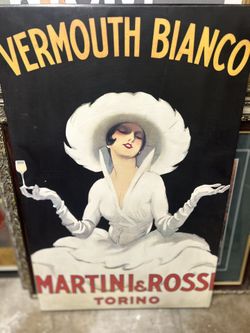 VERMOUTH BIANCO
MARTINI & ROSSI
TORINO